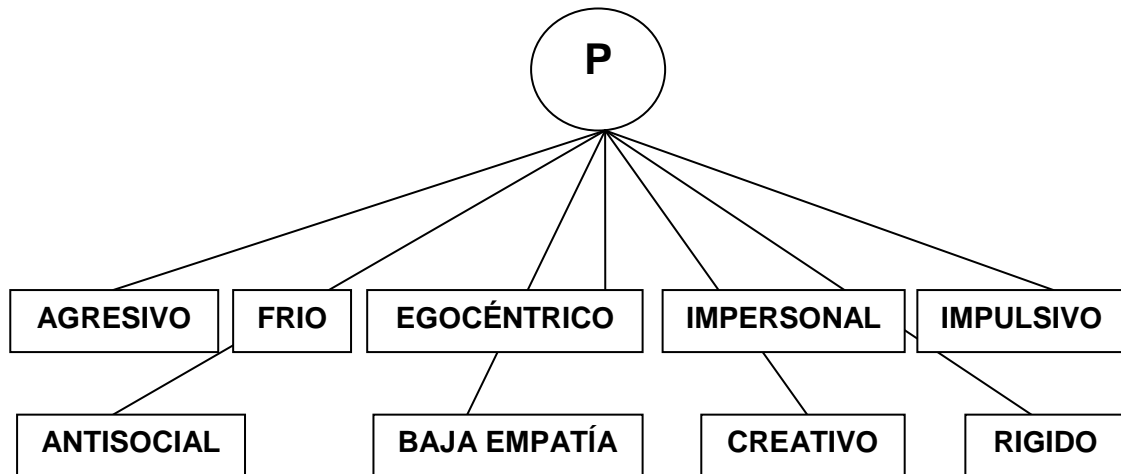 P
AGRESIVO
FRIO
EGOCÉNTRICO
IMPERSONAL
IMPULSIVO
ANTISOCIAL
BAJA EMPATÍA
CREATIVO
RIGIDO